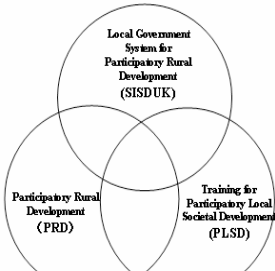 Local Government
System for
Participatory Rural
Development
(SISDUK)
Participatory Rural
Development
(PRD)
Training for
Participatory Local
Societal Development
(PLSD)